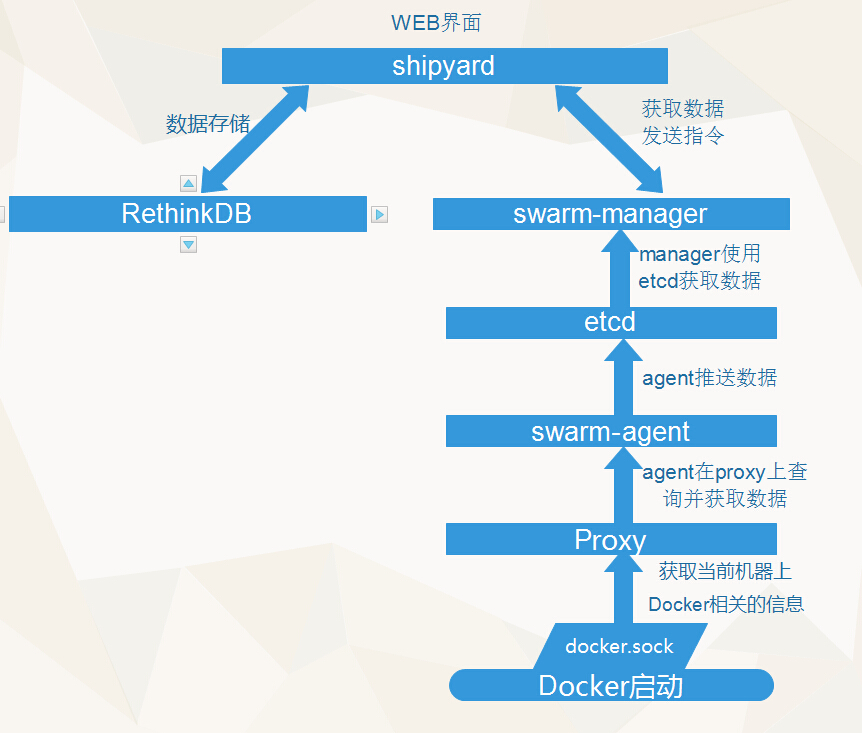 WEB界面
shipyard
数据存储
获取数据
发送指令
RethinkDB
swarm-manager
manager使用
etcd获取数据
etcd
agent推送数据
swarm-agent
agent在proxy上查
询并获取数据
Proxy
获取当前机器上
Docker相关的信息
docker.sock
Docker启动